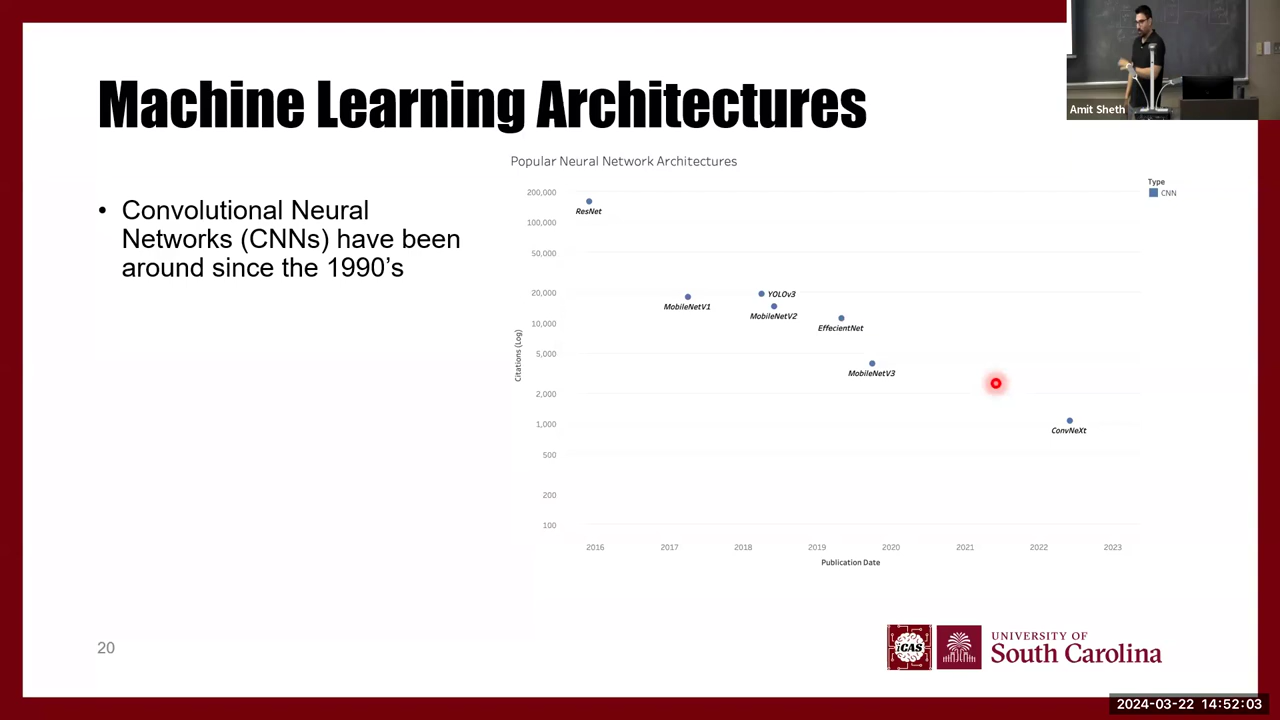 Machine Learning Architectures
Amit Sheth
• Convolutional Neural
Networks (CNNs) have been
around since the 1990's
Popular Neural Network Architectures
Type
CNN
Citations (Log)
200,000
100,000
50,000
20,000
10,000
5,000
2,000
1,000
500
200
100
ResNet
MobileNetV1
YOLOv3
MobileNetV2
EffecientNet
MobileNetV3
ConvNeXt
2016 2017 2018 2019 2020 2021 2022 2023
Publication Date
20
iCAS
UNIVERSITY OF
South Carolina
2024-03-22 14:52:03